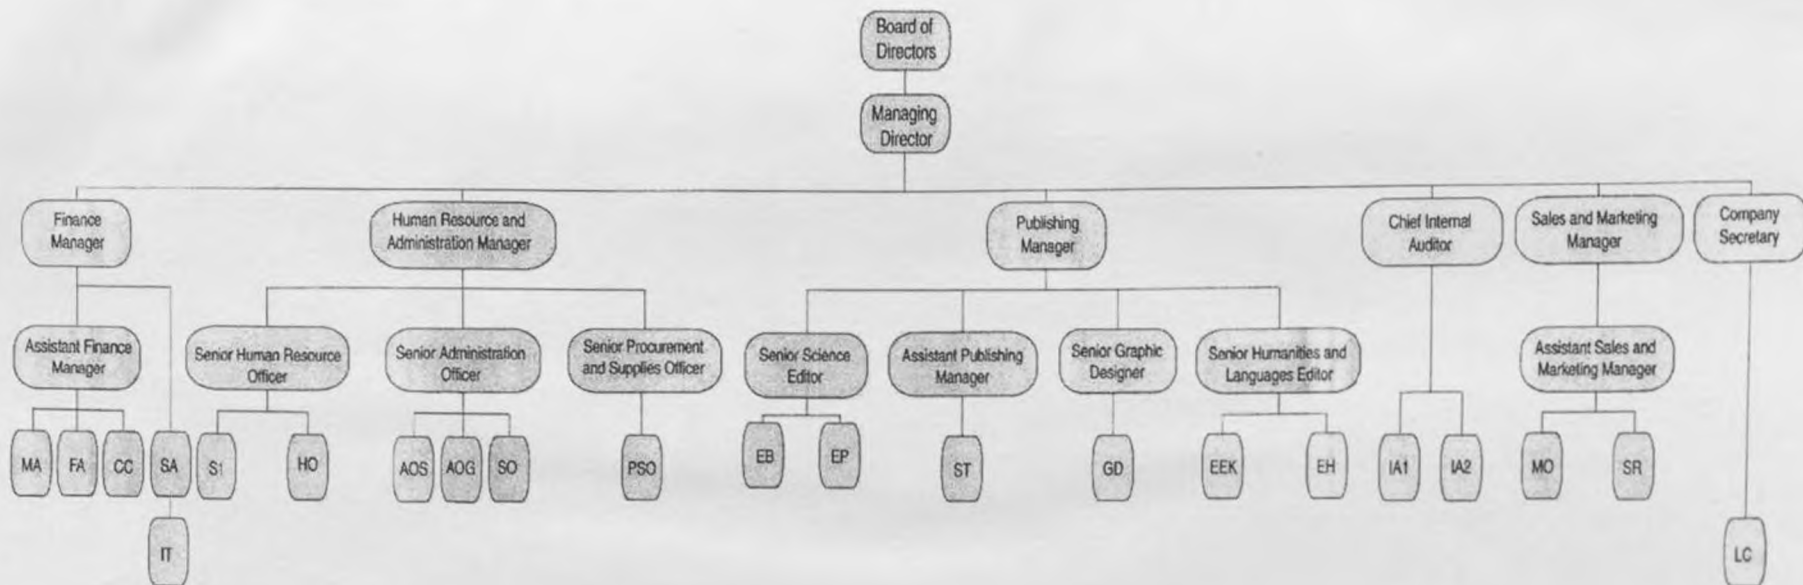 Board of
Directors
Managing
Director
Finance
Manager
Human Resource and
Administration Manager
Publishing
Manager
Chief Internal
Auditor
Sales and Marketing
Manager
Company
Secretary
Assistant Finance
Manager
Senior Human Resource
Officer
Senior Administration
Officer
Senior Procurement
and Supplies Officer
Senior Science
Editor
Assistant Publishing
Manager
Senior Graphic
Designer
Senior Humanities and
Languages Editor
Assistant Sales and
Marketing Manager
MA
FA
CC
SA
S1
HO
AOS
AOG
SO
PSO
EB
EP
ST
GD
EEK
EH
IA1
IA2
MO
SR
IT
LC